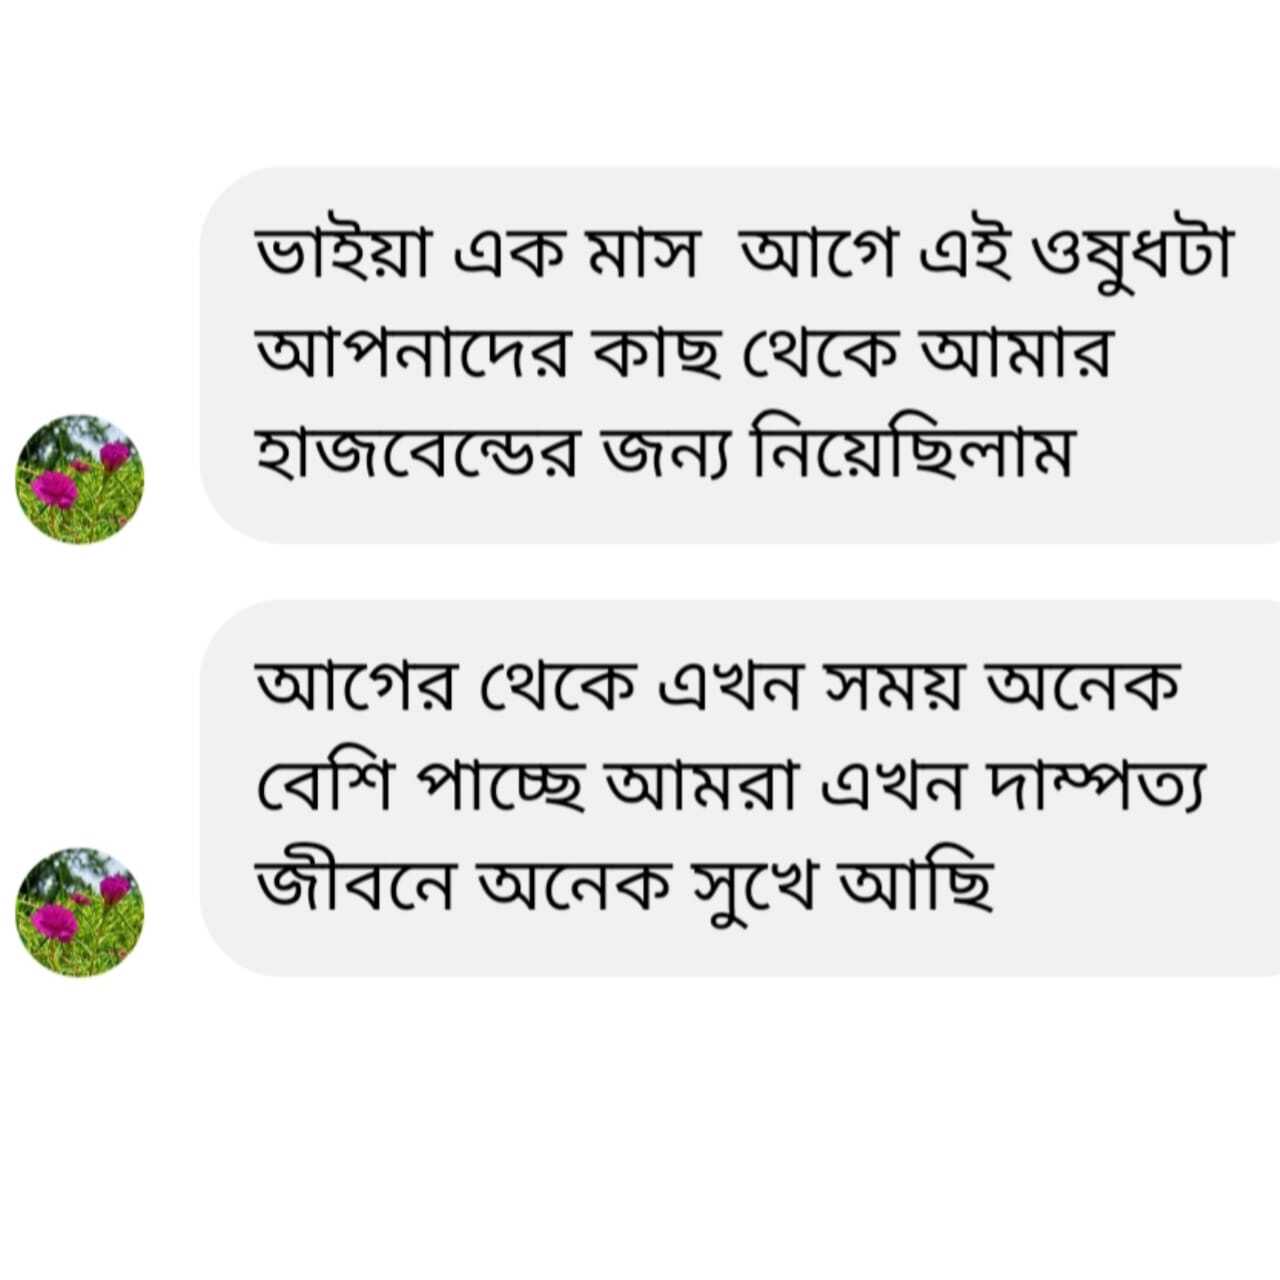 ভাইয়া এক মাস আগে এই ওষুধটা
আপনাদের কাছ থেকে আমার
হাজবেন্ডের জন্য নিয়েছিলাম
আগের থেকে এখন সময় অনেক
বেশি পাচ্ছে আমরা এখন দাম্পত্য
জীবনে অনেক সুখে আছি